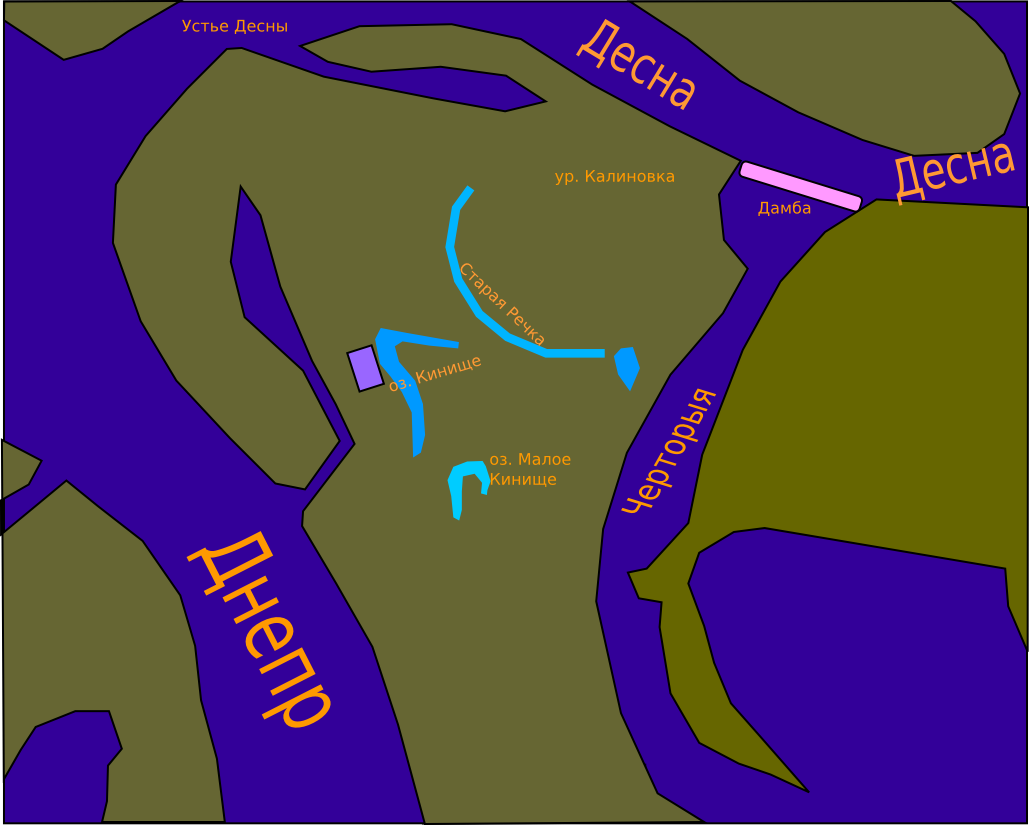 Устье Десны
Десна
Десна
ур. Калиновка
Дамба
Старая Речка
оз. Кинище
Черторыя
оз. Малое
Кинище
Днепр